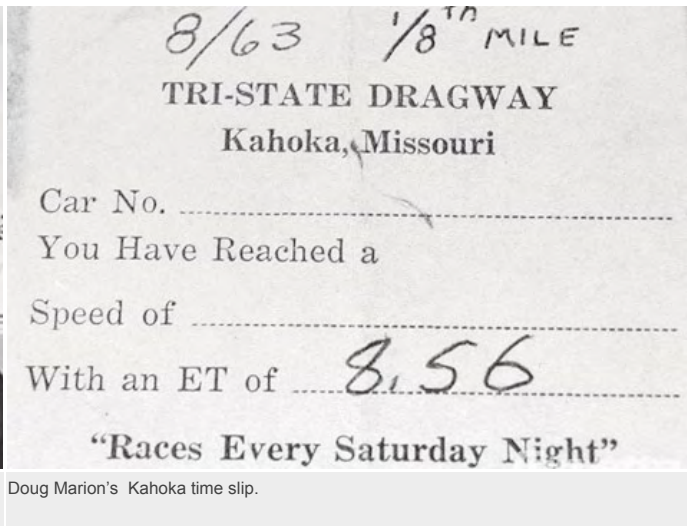 8/63 1/8TH MILE
TRI-STATE DRAGWAY
Kahoka, Missouri
Car No.
You Have Reached a
Speed of
With an ET of 8.56
“Races Every Saturday Night”
Doug Marion’s Kahoka time slip.